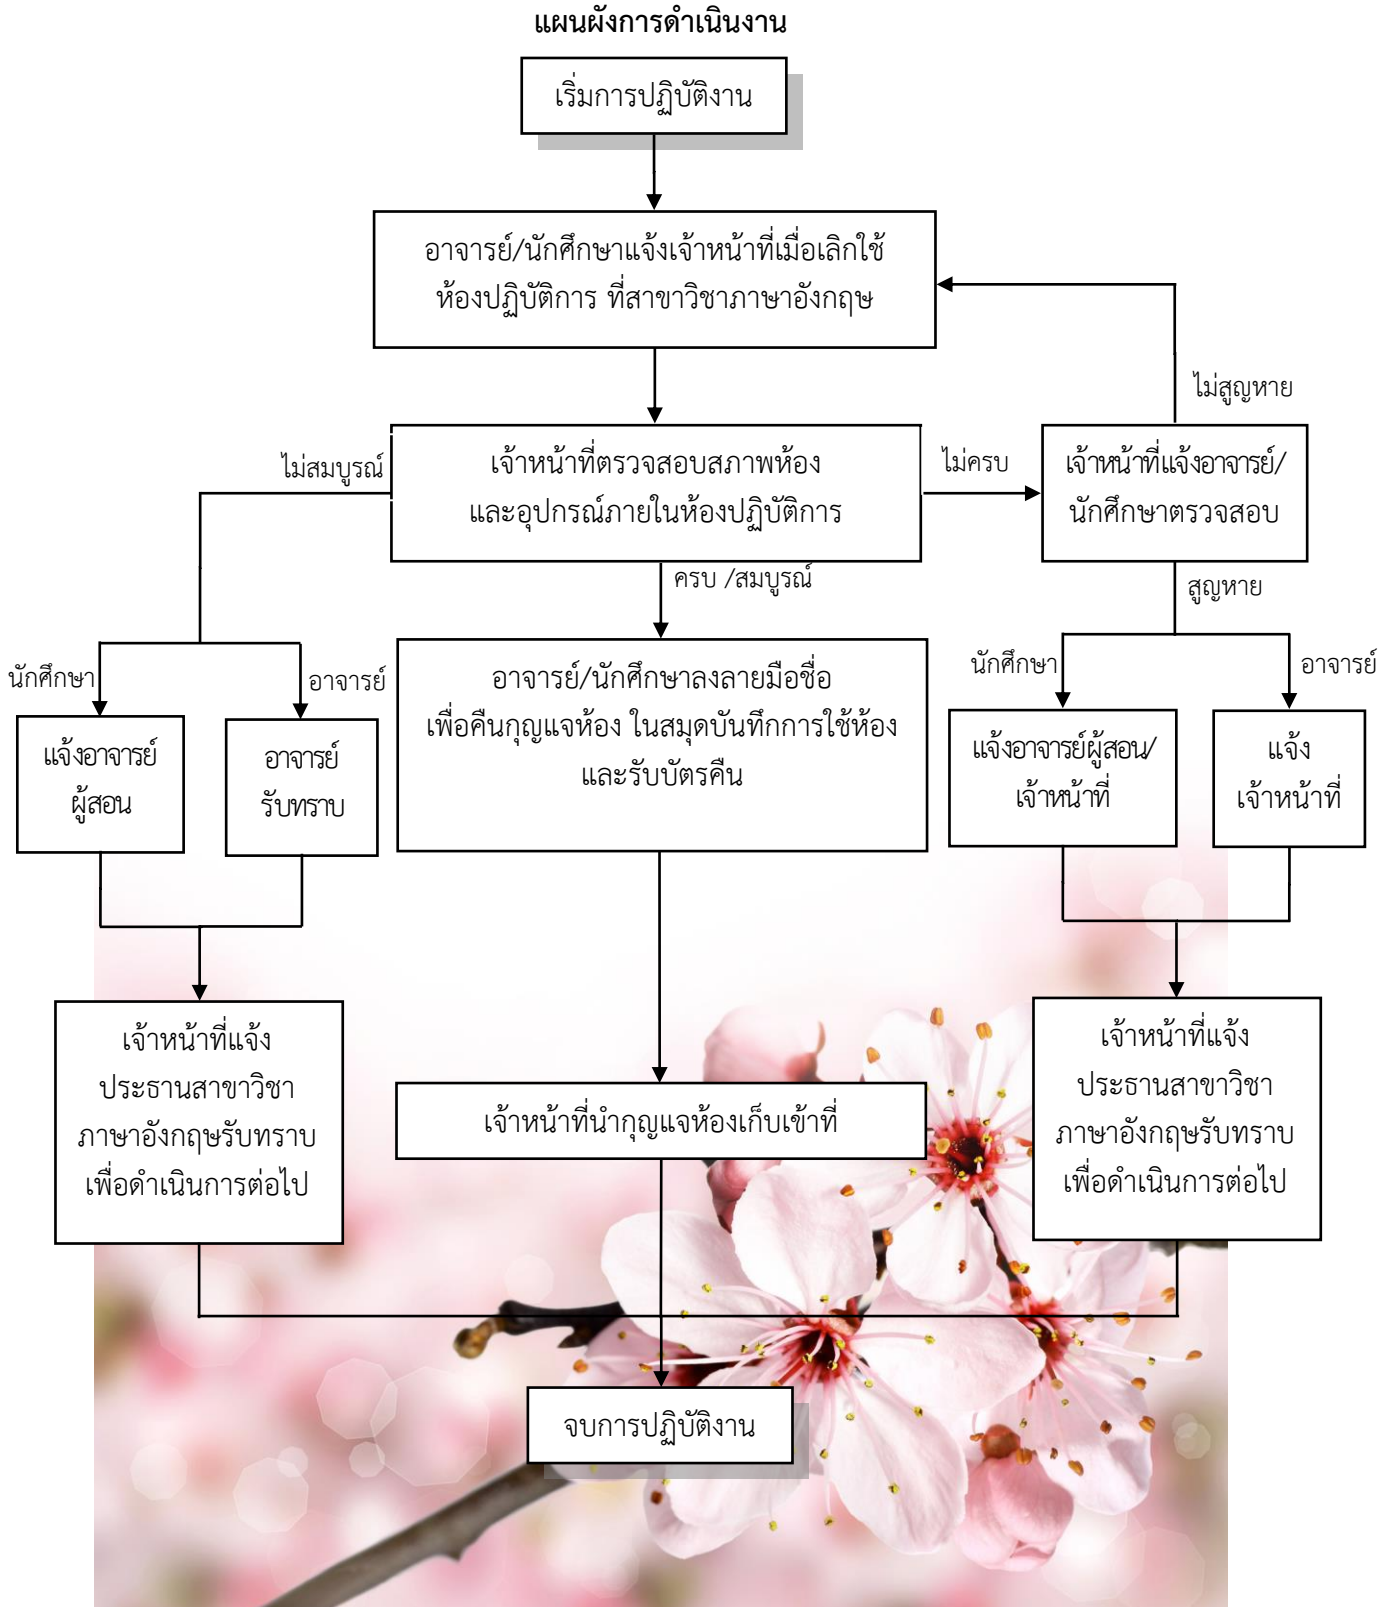 แผนผังการดำเนินงาน
เริ่มการปฏิบัติงาน
อาจารย์/นักศึกษาแจ้งเจ้าหน้าที่เมื่อเลิกใช้
ห้องปฏิบัติการ ที่สาขาวิชาภาษาอังกฤษ
ไม่สูญหาย
ไม่สมบูรณ์
เจ้าหน้าที่ตรวจสอบสภาพห้อง
และอุปกรณ์ภายในห้องปฏิบัติการ
ไม่ครบ
เจ้าหน้าที่แจ้งอาจารย์/
นักศึกษาตรวจสอบ
ครบ /สมบูรณ์
สูญหาย
นักศึกษา
อาจารย์
นักศึกษา
อาจารย์
แจ้งอาจารย์
ผู้สอน
อาจารย์
รับทราบ
อาจารย์/นักศึกษาลงลายมือชื่อ
เพื่อคืนกุญแจห้อง ในสมุดบันทึกการใช้ห้อง
และรับบัตรคืน
แจ้งอาจารย์ผู้สอน/
เจ้าหน้าที่
แจ้ง
เจ้าหน้าที่
เจ้าหน้าที่แจ้ง
ประธานสาขาวิชา
ภาษาอังกฤษรับทราบ
เพื่อดำเนินการต่อไป
เจ้าหน้าที่นำกุญแจห้องเก็บเข้าที่
เจ้าหน้าที่แจ้ง
ประธานสาขาวิชา
ภาษาอังกฤษรับทราบ
เพื่อดำเนินการต่อไป
จบการปฏิบัติงาน